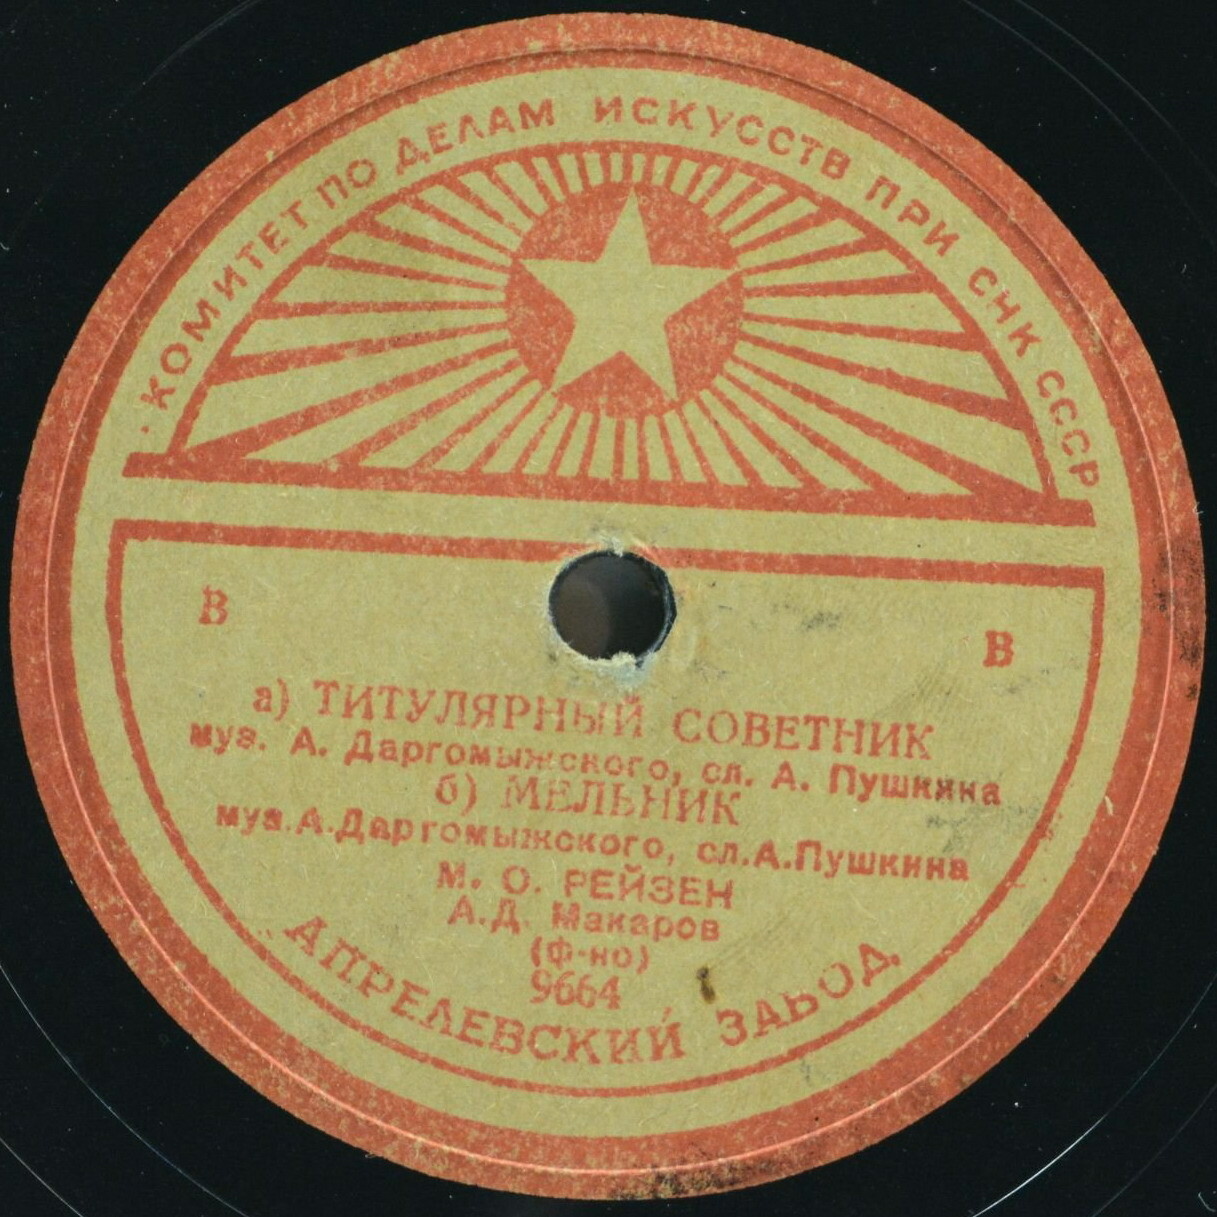 КОМИТЕТ ПО ДЕЛАМ ИСКУССТВ ПРИ СНК СССР
В
В
а) ТИТУЛЯРНЫЙ СОВЕТНИК
муз. А. Даргомыжского, сл. А. Пушкина
б) МЕЛЬНИК
муз.А.Даргомыжского, сл.А.Пушкина
М. О. РЕЙЗЕН
А.Д. Макаров
(ф-но)
9664
АПРЕЛЕВСКИЙ ЗАВОД